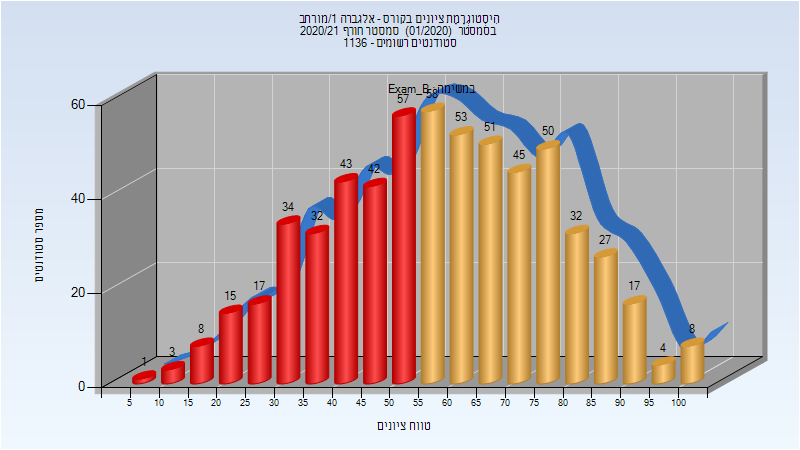 היסטוגרמת ציונים בקורס - אלגברה 1/מורחב
בסמסטר (01/2020) סמסטר חורף 2020/21
סטודנטים רשומים - 1136
במשימה: Exam_B
מספר סטודנטים
60
40
20
0
1 3 8 15 17 34 32 43 42 57 58 53 51 45 50 32 27 17 4 8
5 10 15 20 25 30 35 40 45 50 55 60 65 70 75 80 85 90 95 100
טווח ציונים